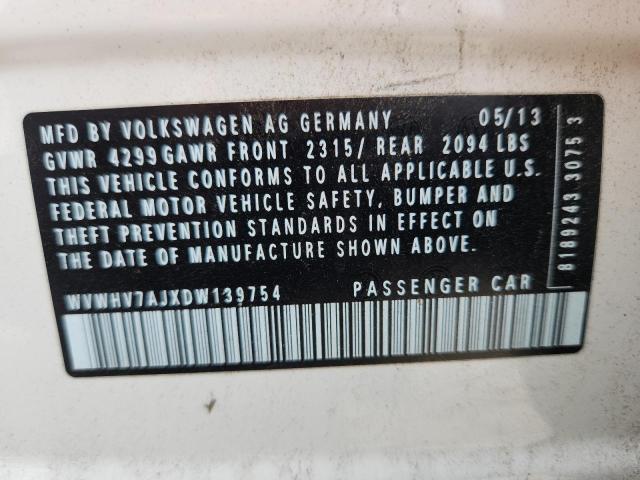 MFD BY VOLKSWAGEN AG GERMANY 05/13
GVWR 4299 GAWR FRONT 2315/ REAR 2094 LBS
THIS VEHICLE CONFORMS TO ALL APPLICABLE U.S.
FEDERAL MOTOR VEHICLE SAFETY, BUMPER AND
THEFT PREVENTION STANDARDS IN EFFECT ON
THE DATE OF MANUFACTURE SHOWN ABOVE.
WVWHV7AJXDW139754 PASSENGER CAR
8189243 3075 3